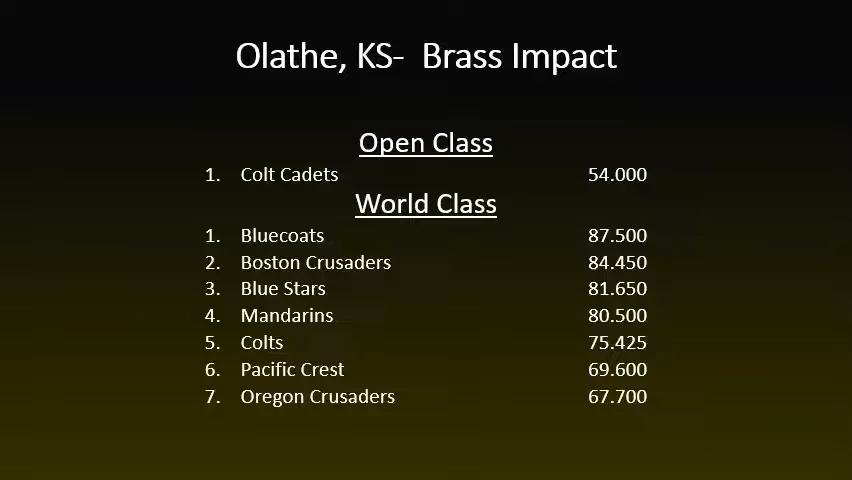 Olathe, KS-  Brass Impact
Open Class
1. Colt Cadets 54.000
World Class
1. Bluecoats 87.500
2. Boston Crusaders 84.450
3. Blue Stars 81.650
4. Mandarins 80.500
5. Colts 75.425
6. Pacific Crest 69.600
7. Oregon Crusaders 67.700